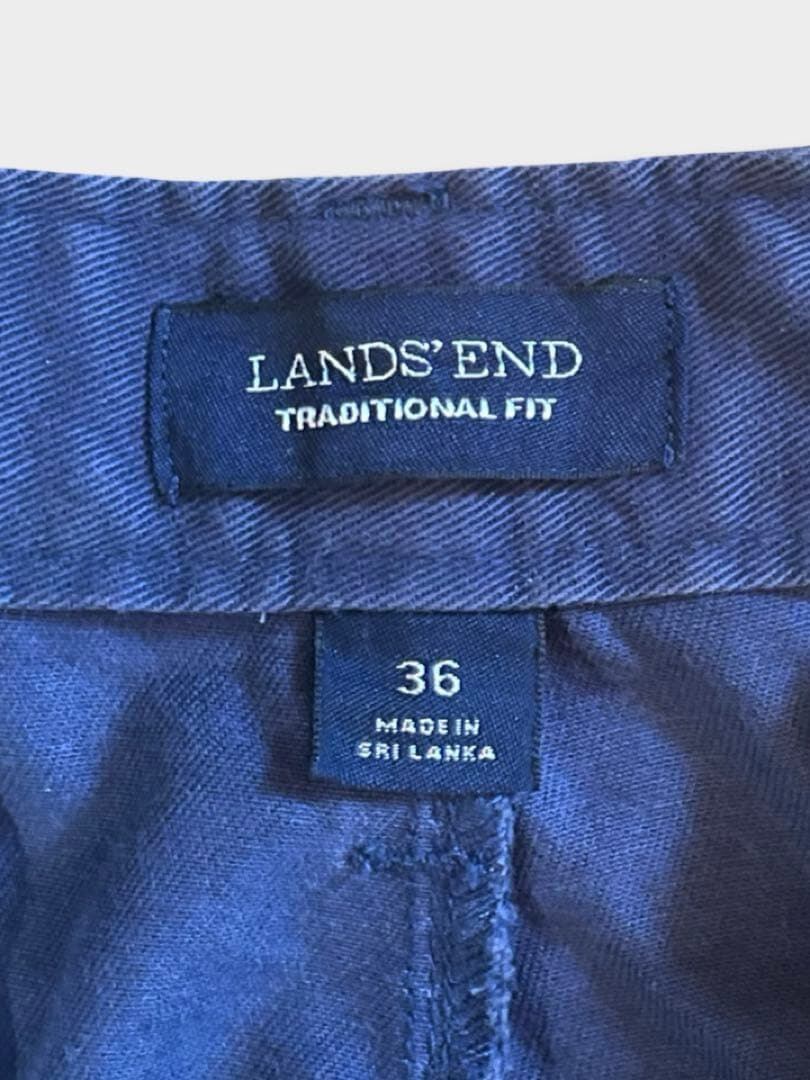 LANDS' END
TRADITIONAL FIT
36
MADE IN
SRI LANKA